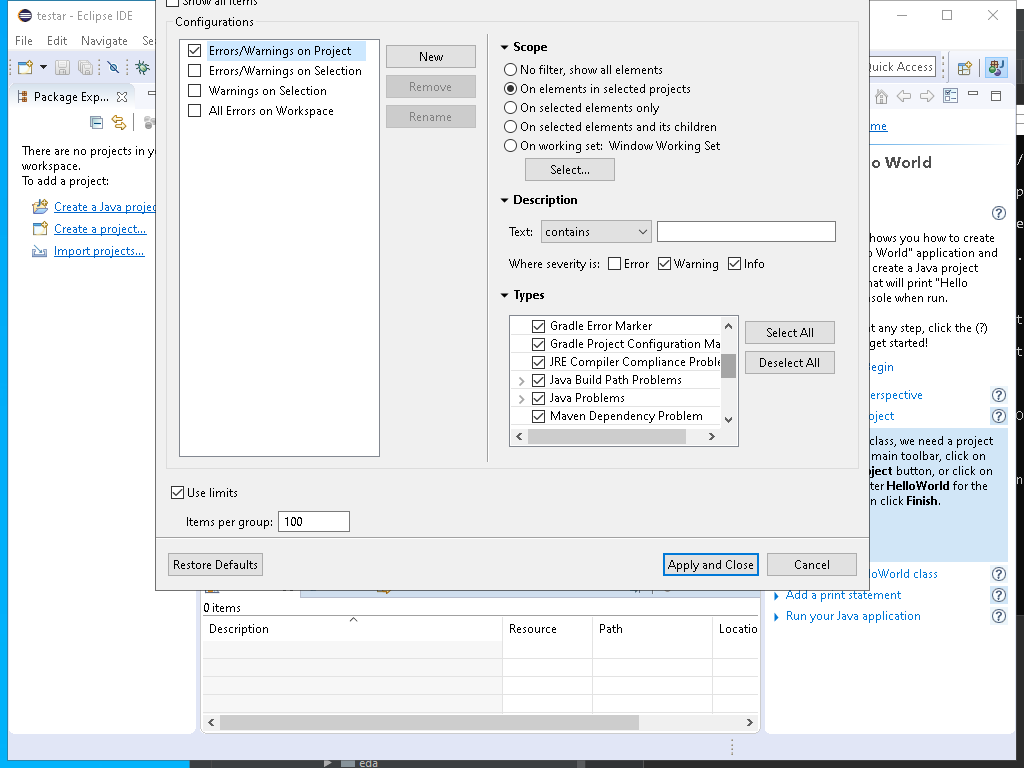 testar - Eclipse IDE
Show all items
File Edit Navigate Se
Configurations
Errors/Warnings on Project
Errors/Warnings on Selection
Warnings on Selection
All Errors on Workspace
New
Remove
Rename
Scope
No filter, show all elements
On elements in selected projects
On selected elements only
On selected elements and its children
On working set: Window Working Set
Select...
Description
Text: contains
Where severity is: Error Warning Info
Types
Gradle Error Marker
Gradle Project Configuration Ma
JRE Compiler Compliance Proble
Java Build Path Problems
Java Problems
Maven Dependency Problem
Select All
Deselect All
Use limits
Items per group: 100
Restore Defaults
Apply and Close
Cancel
Quick Access
Package Exp...
There are no projects in y
workspace.
To add a project:
Create a Java projec
Create a project...
Import projects...
me
o World
hows you how to create
o World" application and
create a Java project
hat will print "Hello
sole when run.
t any step, click the (?)
get started!
Begin
erspective
oject
class, we need a project
main toolbar, click on
ject button, or click on
ter HelloWorld for the
n click Finish.
loWorld class
Add a print statement
Run your Java application
0 items
Description Resource Path Locatio
eda